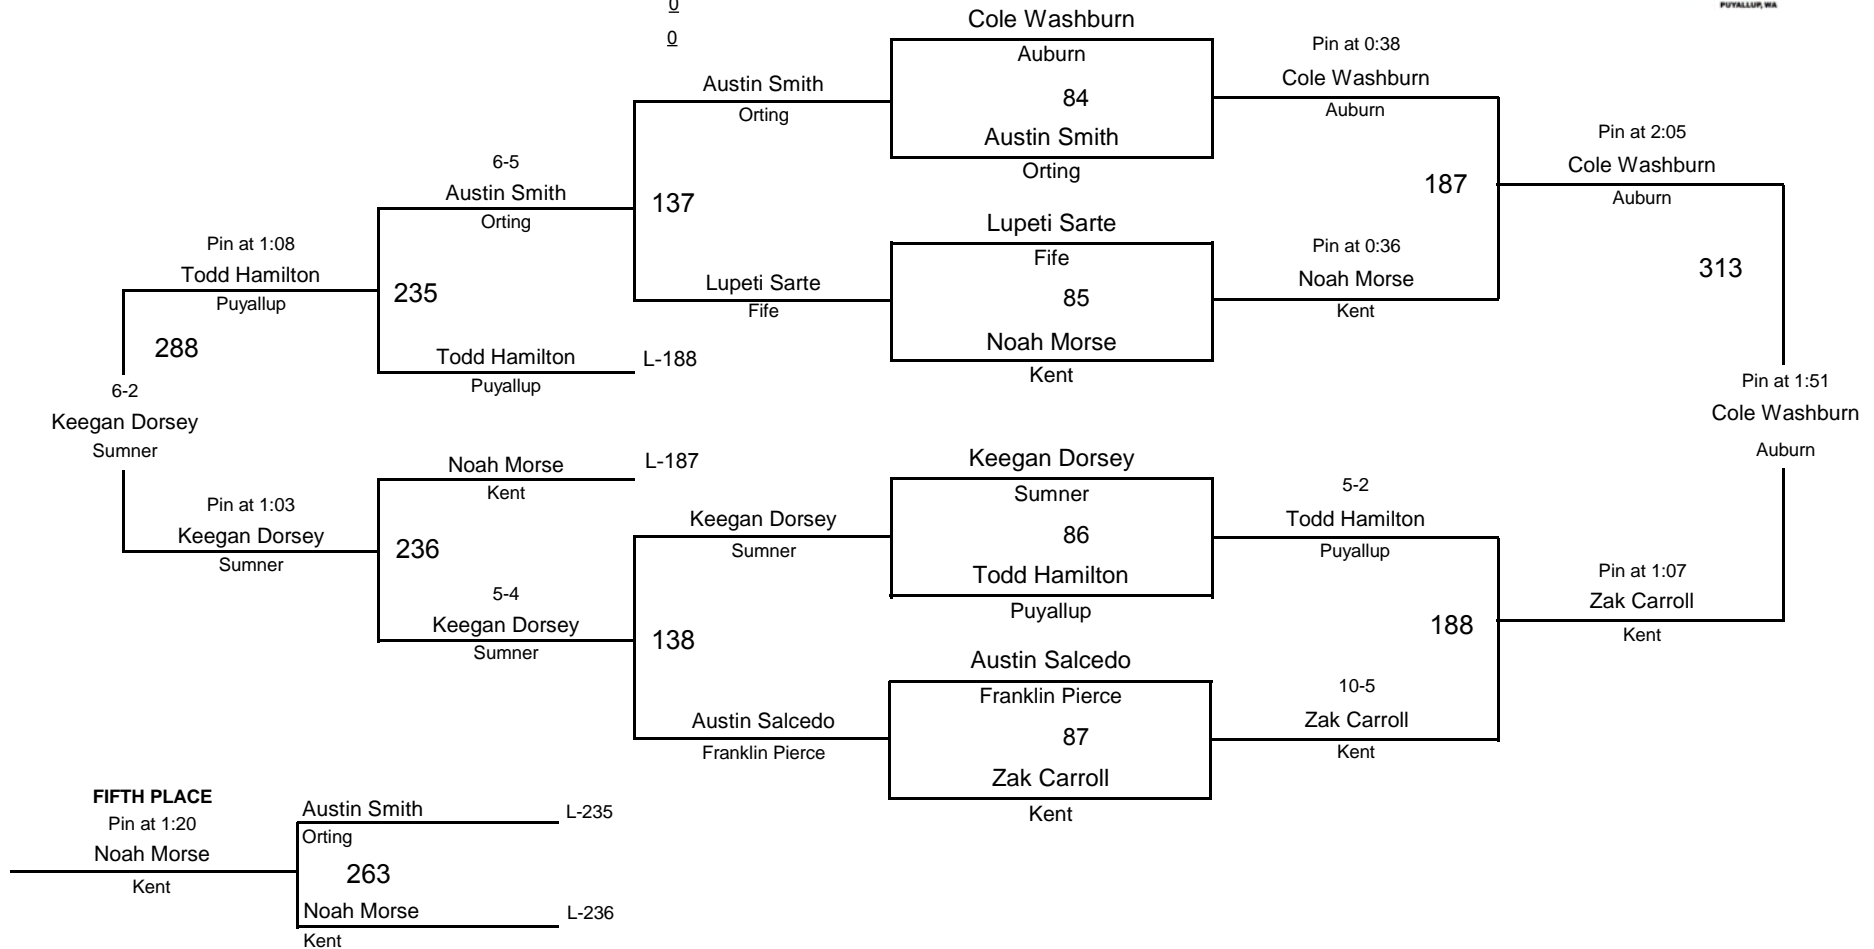 0
PUYALLUP, WA
0
Cole Washburn
Auburn
84
Austin Smith
Orting
Pin at 0:38
Cole Washburn
Auburn
Austin Smith
Orting
137
6-5
Austin Smith
Orting
Lupeti Sarte
Fife
85
Noah Morse
Kent
187
Pin at 0:36
Noah Morse
Kent
Pin at 2:05
Cole Washburn
Auburn
313
Lupeti Sarte
Fife
Pin at 1:08
Todd Hamilton
Puyallup
235
Todd Hamilton
Puyallup
L-188
288
6-2
Keegan Dorsey
Sumner
Pin at 1:51
Cole Washburn
Auburn
Noah Morse
Kent
L-187
Keegan Dorsey
Sumner
86
Todd Hamilton
Puyallup
5-2
Todd Hamilton
Puyallup
Pin at 1:03
Keegan Dorsey
Sumner
236
Keegan Dorsey
Sumner
5-4
Keegan Dorsey
Sumner
138
188
Pin at 1:07
Zak Carroll
Kent
Austin Salcedo
Franklin Pierce
87
Zak Carroll
Kent
Austin Salcedo
Franklin Pierce
10-5
Zak Carroll
Kent
FIFTH PLACE
Pin at 1:20
Noah Morse
Kent
Austin Smith
Orting
L-235
263
Noah Morse
Kent
L-236